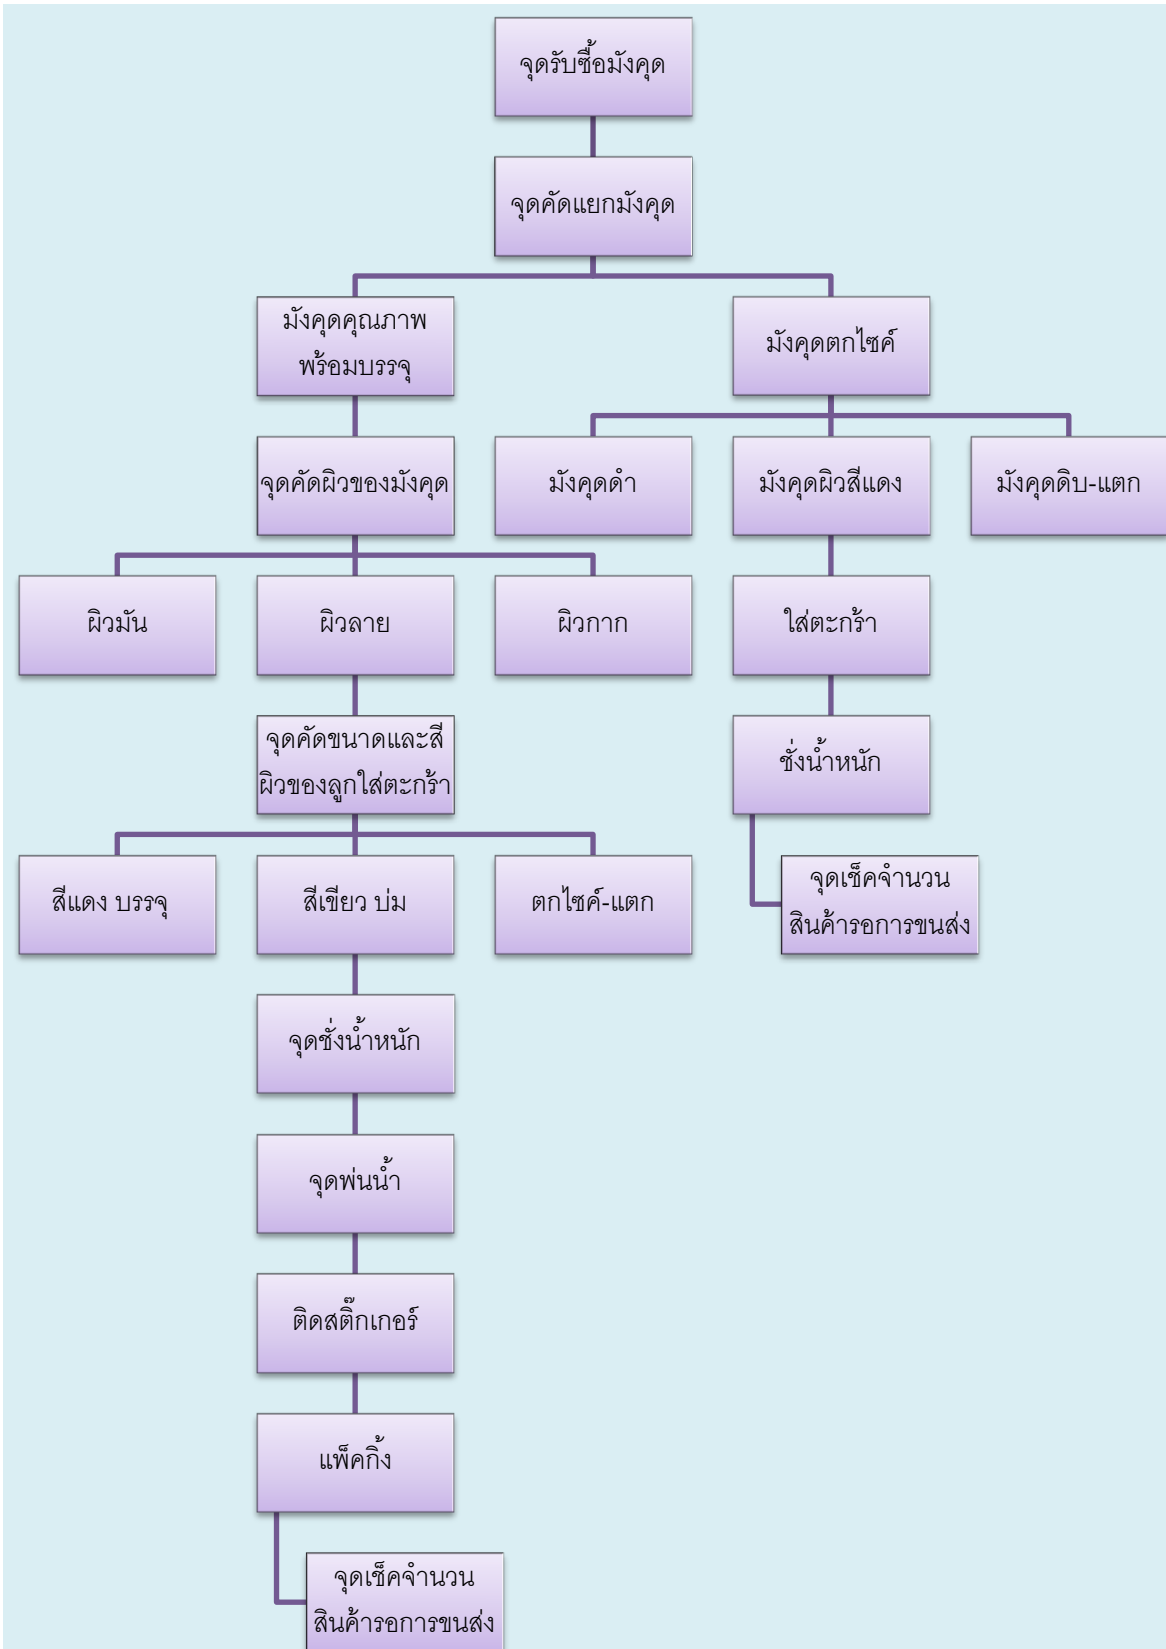 จุดรับซื้อมังคุด
จุดคัดแยกมังคุด
มังคุดคุณภาพ
พร้อมบรรจุ
มังคุดตกไซค์
จุดคัดผิวของมังคุด
มังคุดดำ
มังคุดผิวสีแดง
มังคุดดิบ-แตก
ผิวมัน
ผิวลาย
ผิวกาก
ใส่ตะกร้า
จุดคัดขนาดและสี
ผิวของลูกใส่ตะกร้า
ชั่งน้ำหนัก
สีแดง บรรจุ
สีเขียว บ่ม
ตกไซค์-แตก
จุดเช็คจำนวน
สินค้ารอการขนส่ง
จุดชั่งน้ำหนัก
จุดพ่นน้ำ
ติดสติ๊กเกอร์
แพ็คกิ้ง
จุดเช็คจำนวน
สินค้ารอการขนส่ง